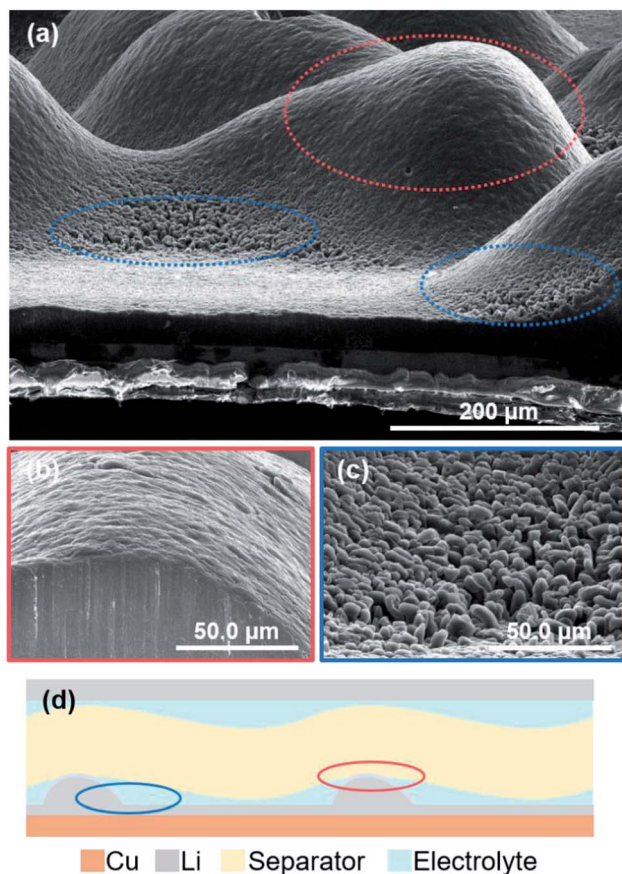 (a)
200 μm
(b)
50.0 μm
(c)
50.0 μm
(d)
Cu Li Separator Electrolyte